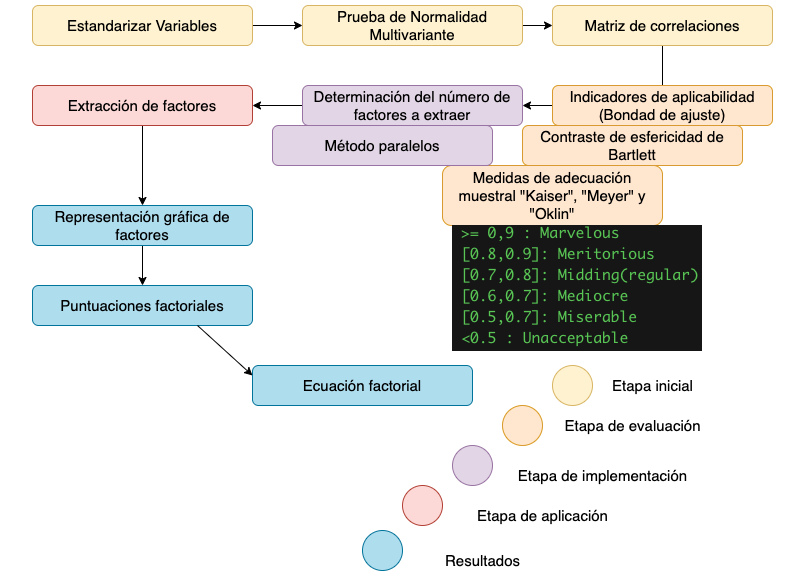 Estandarizar Variables
Prueba de Normalidad
Multivariante
Matriz de correlaciones
Extracción de factores
Determinación del número de
factores a extraer
Indicadores de aplicabilidad
(Bondad de ajuste)
Método paralelos
Contraste de esfericidad de
Bartlett
Medidas de adecuación
muestral "Kaiser", "Meyer" y
"Oklin"
>= 0,9 : Marvelous
[0.8,0.9]: Meritorious
[0.7,0.8]: Midding(regular)
[0.6,0.7]: Mediocre
[0.5,0.7]: Miserable
<0.5 : Unacceptable
Representación gráfica de
factores
Puntuaciones factoriales
Ecuación factorial
Etapa inicial
Etapa de evaluación
Etapa de implementación
Etapa de aplicación
Resultados